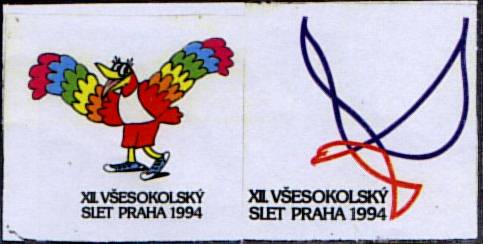 XII. VŠESOKOLSKÝ
SLET PRAHA 1994
XII. VŠESOKOLSKÝ
SLET PRAHA 1994